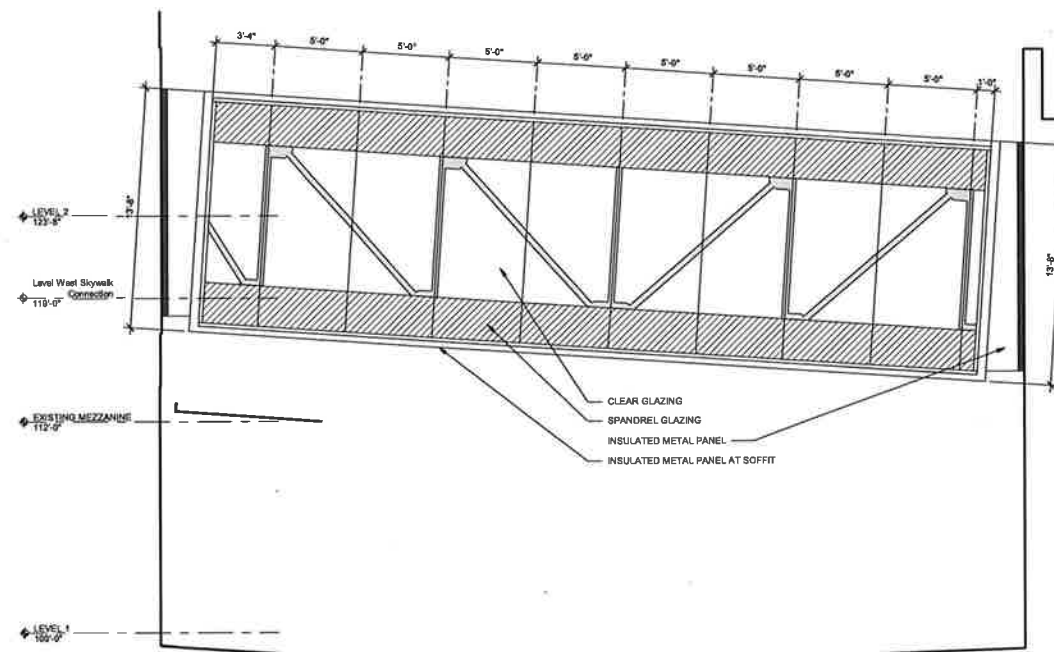 3'-4"
5'-0"
5'-0"
5'-0"
5'-0"
5'-0"
5'-0"
5'-0"
5'-0"
1'-0"
13'-8"
LEVEL 2
123'-8"
Level West Skywalk
Connection
119'-0"
13'-0"
CLEAR GLAZING
SPANDREL GLAZING
EXISTING MEZZANINE
112'-0"
INSULATED METAL PANEL
INSULATED METAL PANEL AT SOFFIT
LEVEL 1
100'-0"